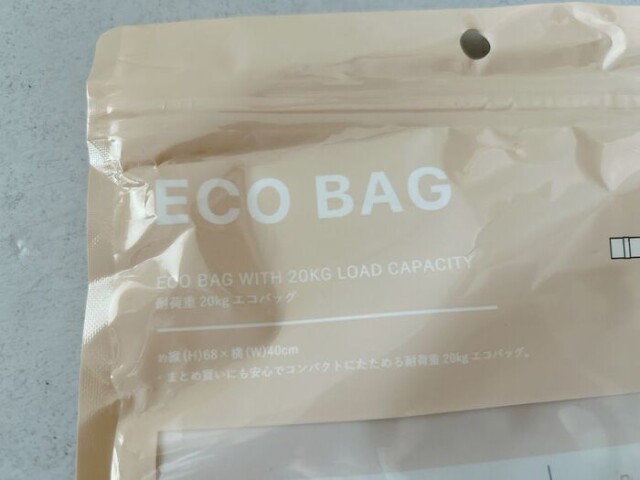 ECO BAG
ECO BAG WITH 20KG LOAD CAPACITY
耐荷重 20kg エコバッグ
約縦(H)68×横(W)40cm
まとめ買いにも安心でコンパクトにたためる耐荷重 20kg エコバッグ。